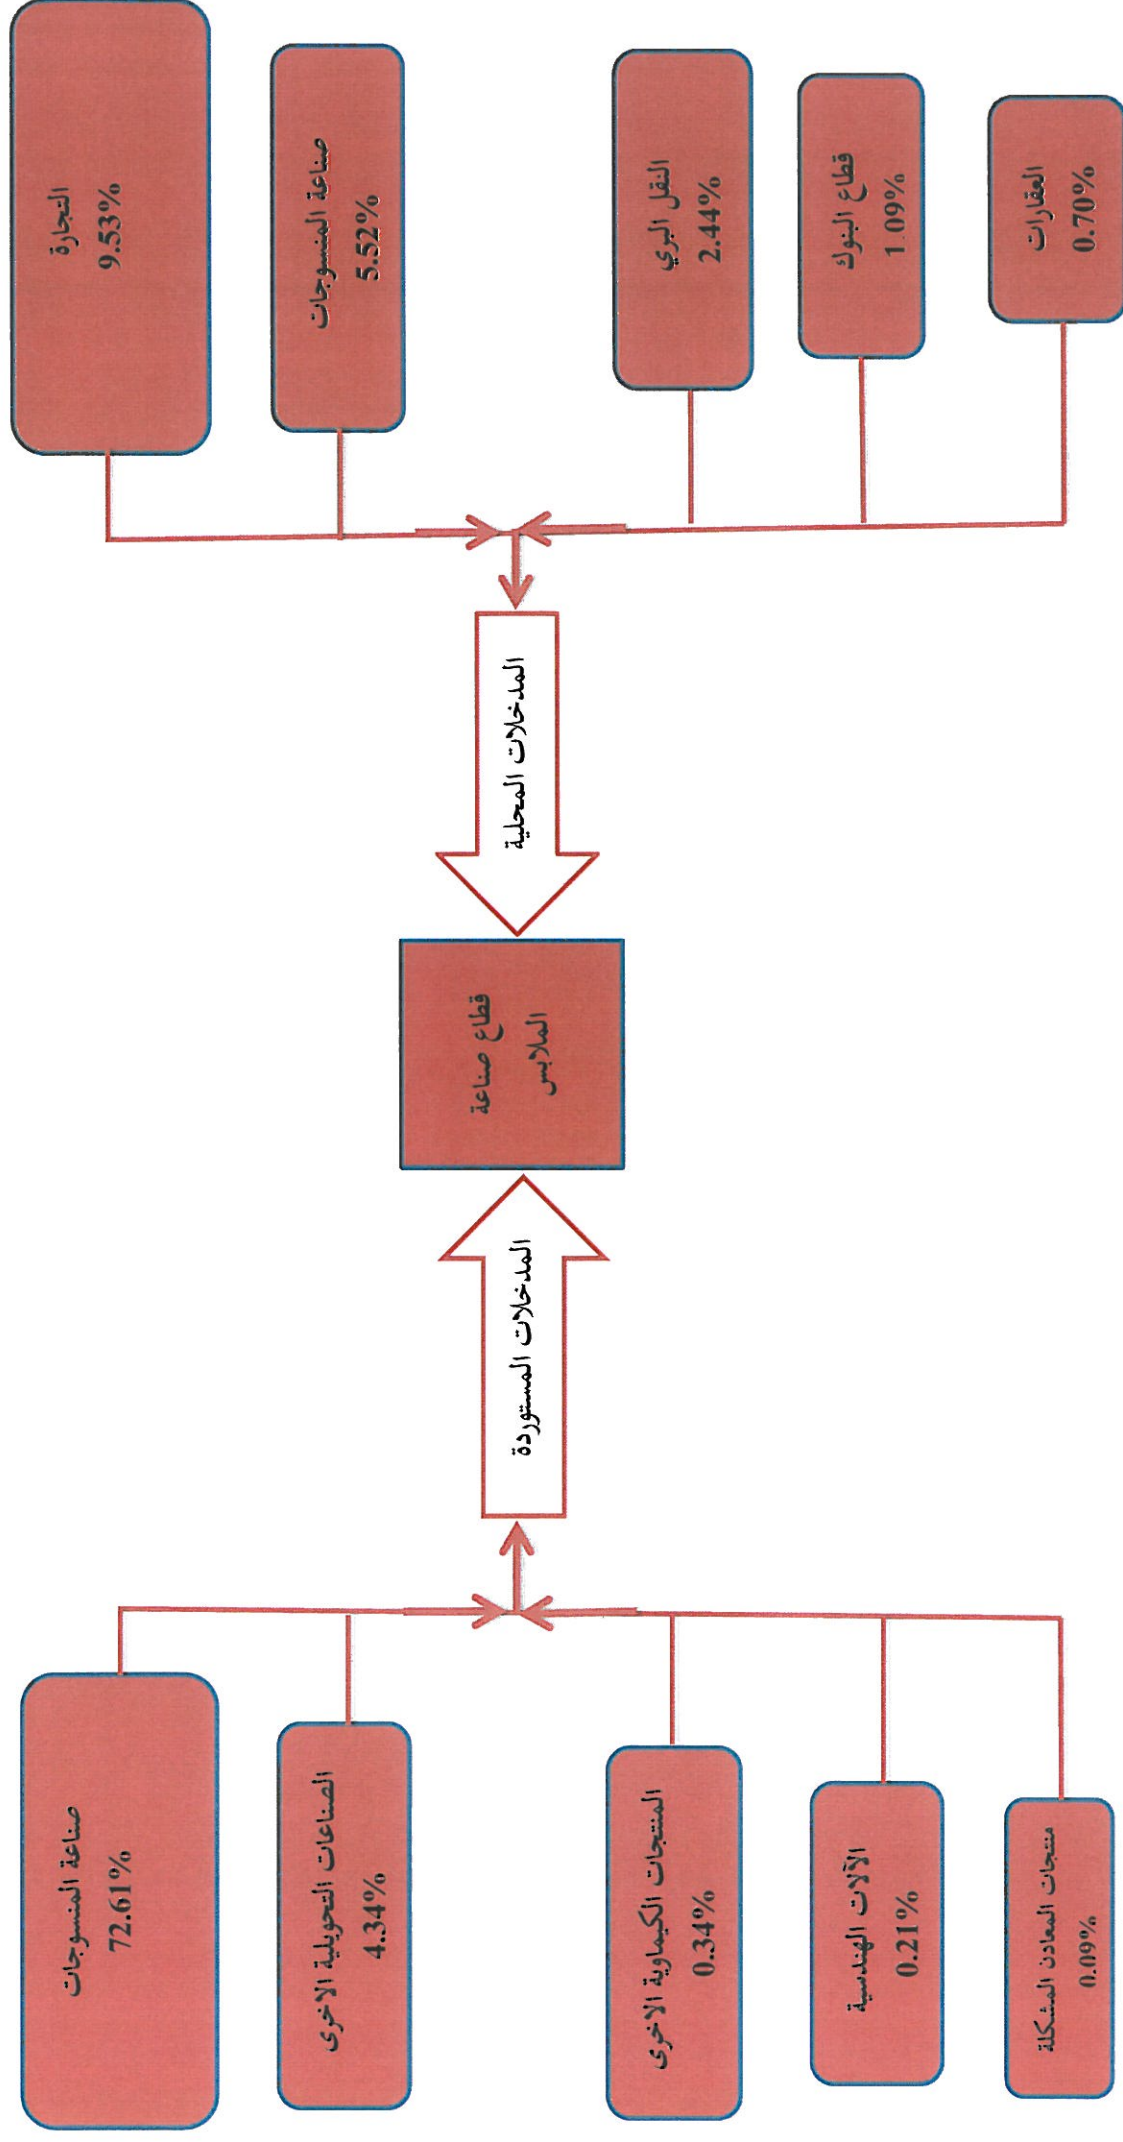 التجارة
9.53%
صناعة المنسوجات
5.52%
النقل البري
2.44%
قطاع البنوك
1.09%
العقارات
0.70%
المدخلات المحلية
قطاع صناعة
الملابس
المدخلات المستوردة
صناعة المنسوجات
72.61%
الصناعات التحويلية الاخرى
4.34%
المنتجات الكيماوية الاخرى
0.34%
الآلات الهندسية
0.21%
منتجات المعادن المشكلة
0.09%